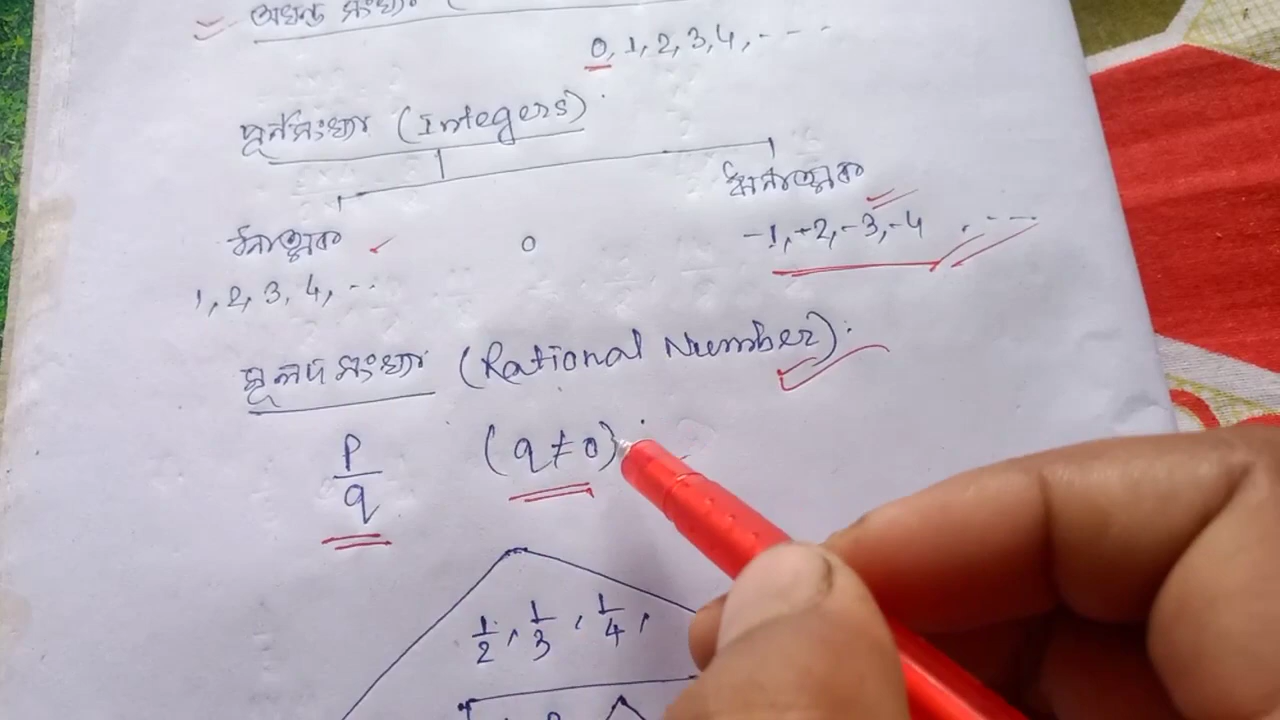 ଅଖଣ୍ଡ ସଂଖ୍ୟା (
0, 1, 2, 3, 4, - - -
ପୂର୍ଣ୍ଣସଂଖ୍ୟା (Integers)
ଋଣାତ୍ମକ
ଧନାତ୍ମକ 0 -1, -2, -3, -4 . - - -
1, 2, 3, 4, - -
ସଂଖ୍ୟା (Rational Number)
p/q (q ≠ 0)
1/2, 1/3, 1/4,